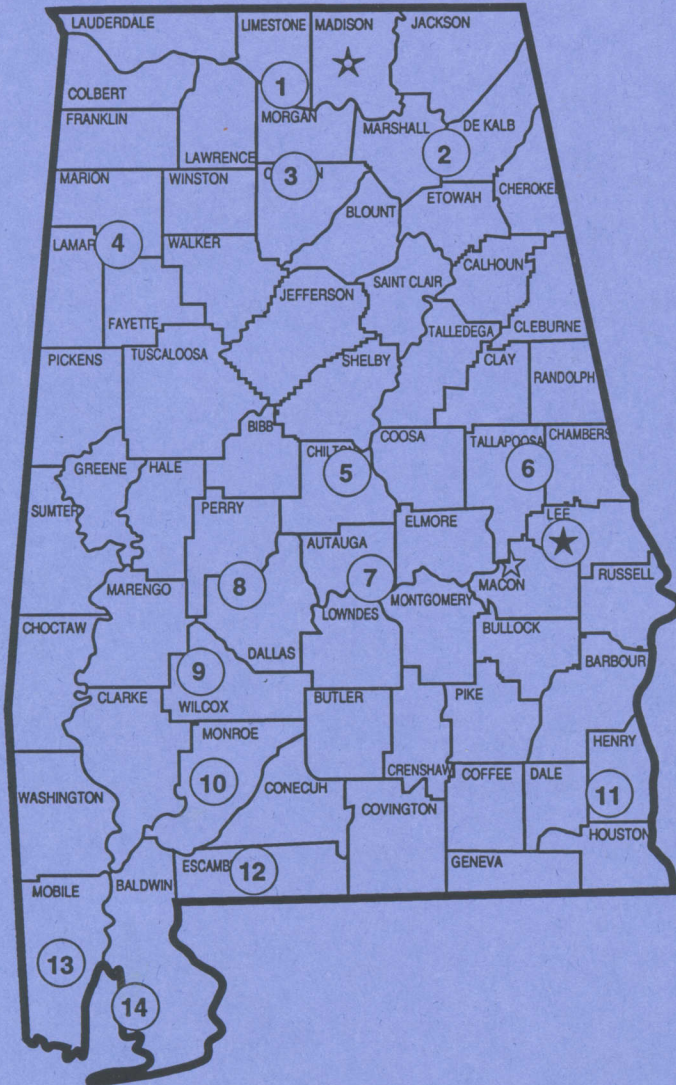 LAUDERDALE LIMESTONE MADISON JACKSON
COLBERT
1
FRANKLIN MORGAN
MARSHALL DE KALB
LAWRENCE
2
MARION WINSTON
3
CHEROKE
ETOWAH
BLOUNT
LAMAR 4 WALKER
CALHOUN
SAINT CLAIR
JEFFERSON
FAYETTE TALLEDEGA CLEBURNE
PICKENS TUSCALOOSA SHELBY CLAY
RANDOLPH
BIBB
COOSA TALLAPOOSA CHAMBERS
5
6
GREENE HALE
SUMTER PERRY
ELMORE LEE
AUTAUGA
RUSSELL
MARENGO 8 7 MACON
MONTGOMERY
LOWNDES
CHOCTAW BULLOCK
DALLAS
BARBOUR
9
CLARKE WILCOX BUTLER PIKE
MONROE
HENRY
10
CRENSHAW COFFEE DALE
CONECUH
11
WASHINGTON COVINGTON
HOUSTON
ESCAMB 12 GENEVA
MOBILE BALDWIN
13
14